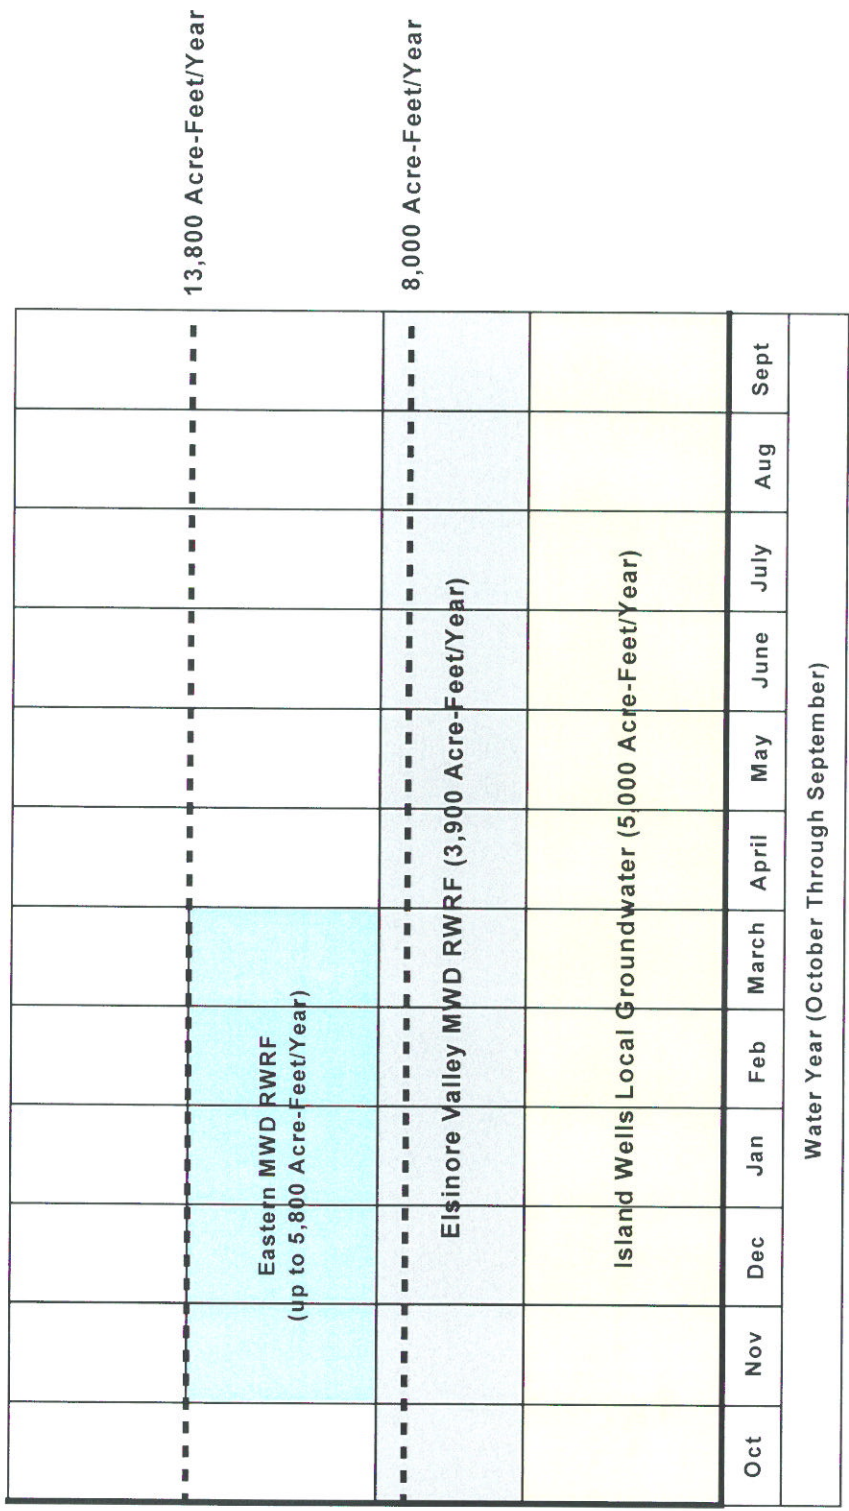 13,800 Acre-Feet/Year
Eastern MWD RWRF
(up to 5,800 Acre-Feet/Year)
8,000 Acre-Feet/Year
Elsinore Valley MWD RWRF (3,900 Acre-Feet/Year)
Island Wells Local Groundwater (5,000 Acre-Feet/Year)
Oct Nov Dec Jan Feb March April May June July Aug Sept
Water Year (October Through September)